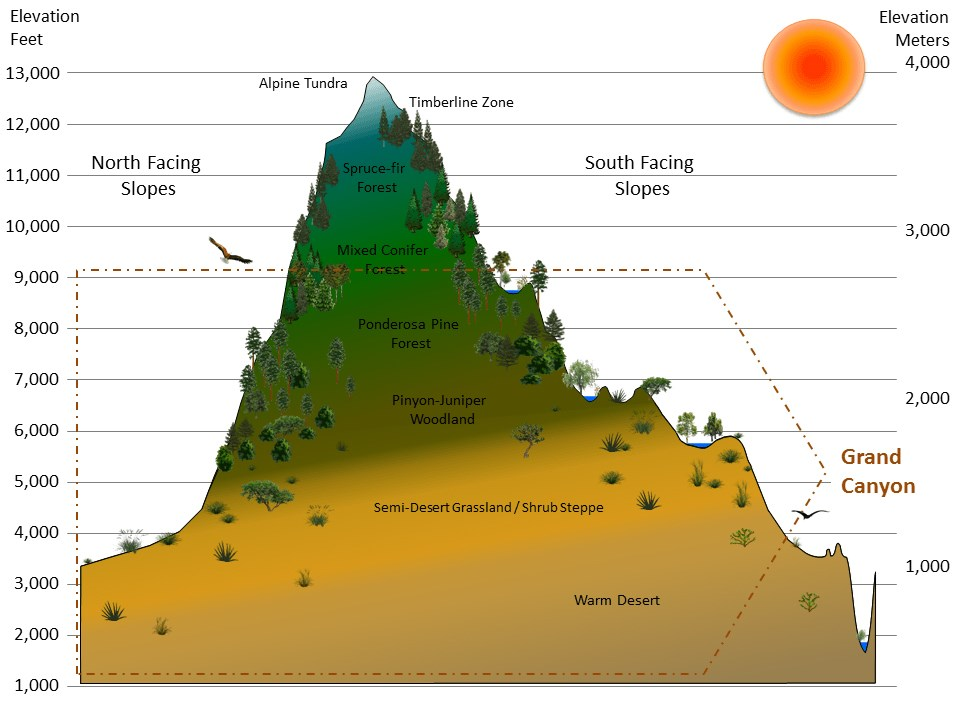 Elevation
Feet
Elevation
Meters
13,000
4,000
Alpine Tundra
Timberline Zone
12,000
North Facing
Slopes
South Facing
Slopes
11,000
Spruce-fir
Forest
10,000
3,000
Mixed Conifer
Forest
9,000
8,000
Ponderosa Pine
Forest
7,000
2,000
Pinyon-Juniper
Woodland
6,000
Grand
Canyon
5,000
Semi-Desert Grassland / Shrub Steppe
4,000
1,000
3,000
Warm Desert
2,000
1,000